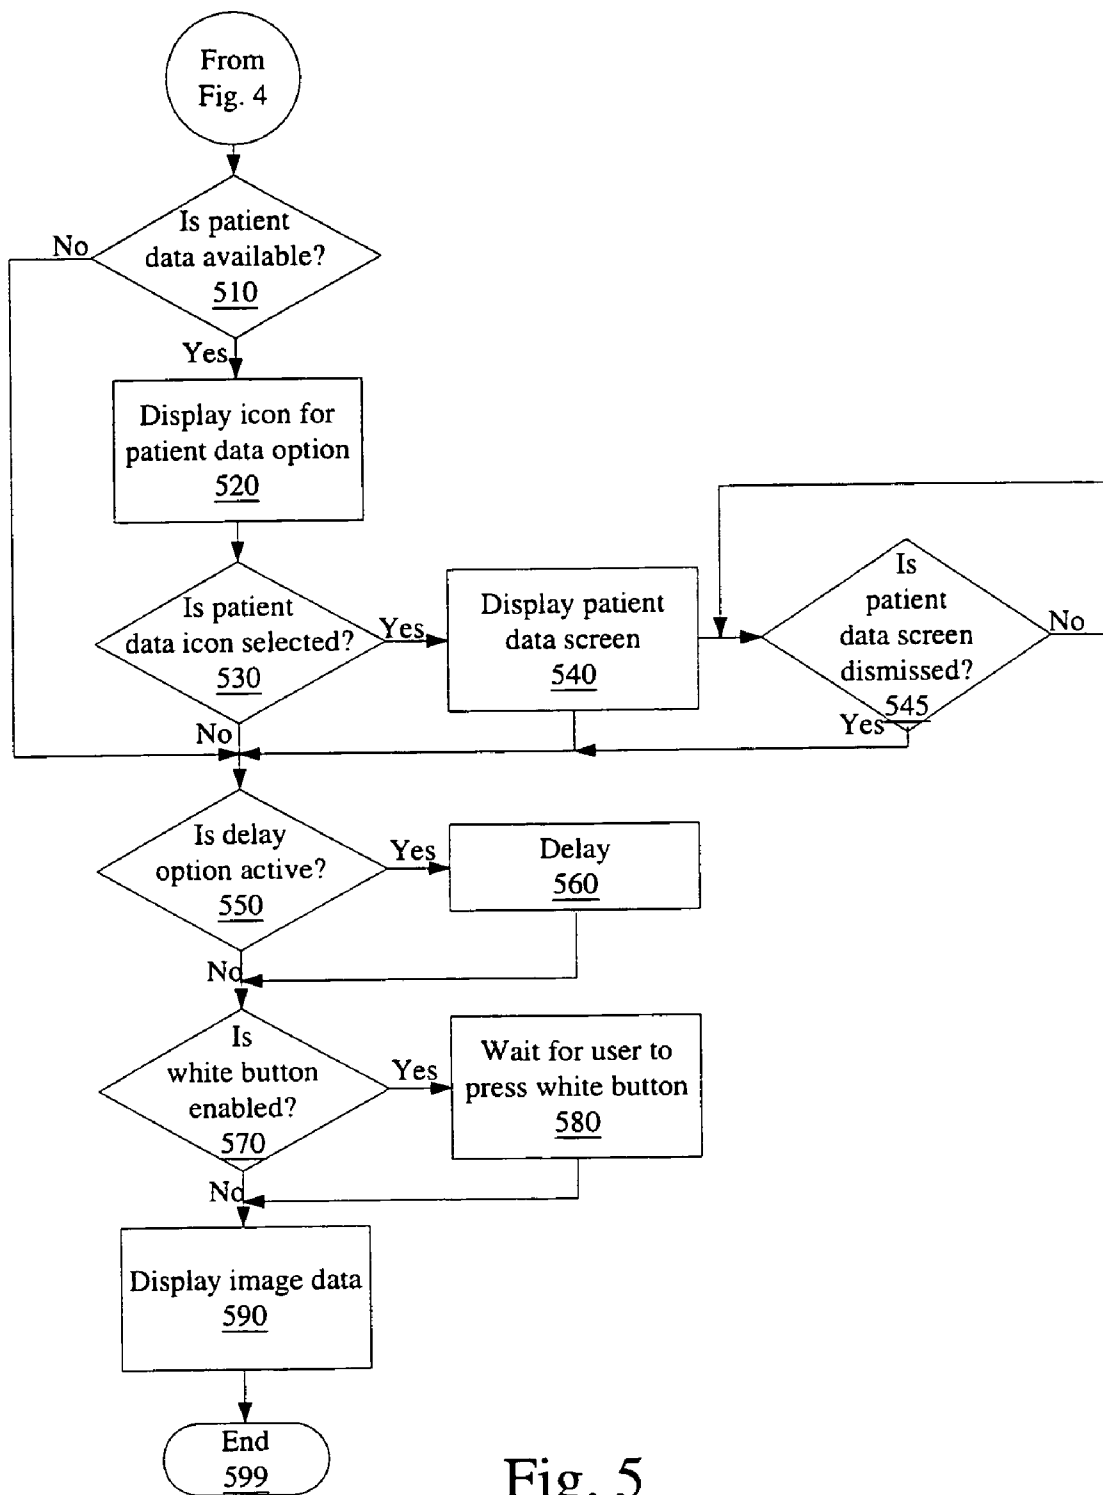 From
Fig. 4
Is patient
data available?
510
No
Yes
Display icon for
patient data option
520
Is patient
data icon selected?
530
Yes
No
Display patient
data screen
540
Is
patient
data screen
dismissed?
545
No
Yes
Is delay
option active?
550
Yes
No
Delay
560
Is
white button
enabled?
570
Yes
No
Wait for user to
press white button
580
Display image data
590
End
599
Fig. 5